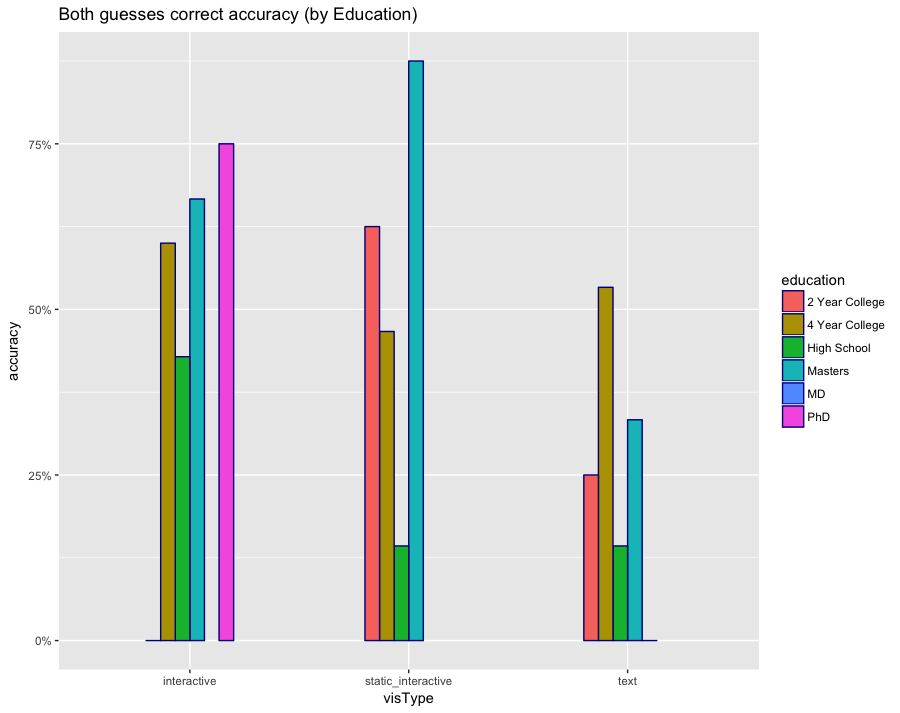 Both guesses correct accuracy (by Education)
75%
50%
25%
0%
accuracy
interactive
static_interactive
text
visType
education
2 Year College
4 Year College
High School
Masters
MD
PhD